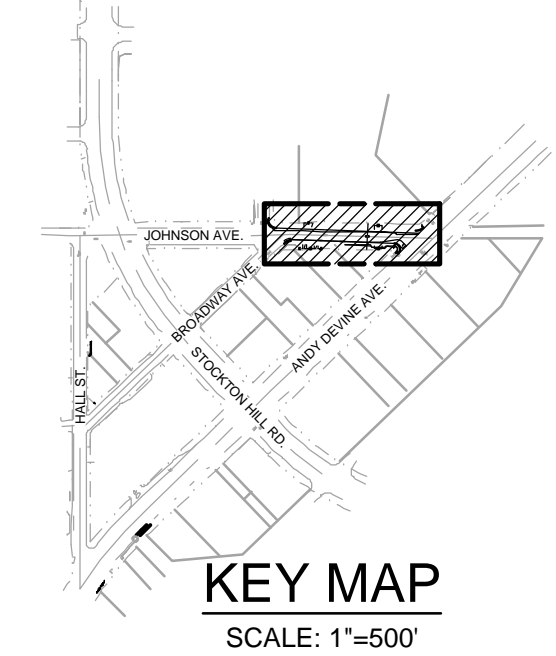 JOHNSON AVE.
BROADWAY AVE.
ANDY DEVINE AVE.
STOCKTON HILL RD.
HALL ST.
KEY MAP
SCALE: 1"=500'